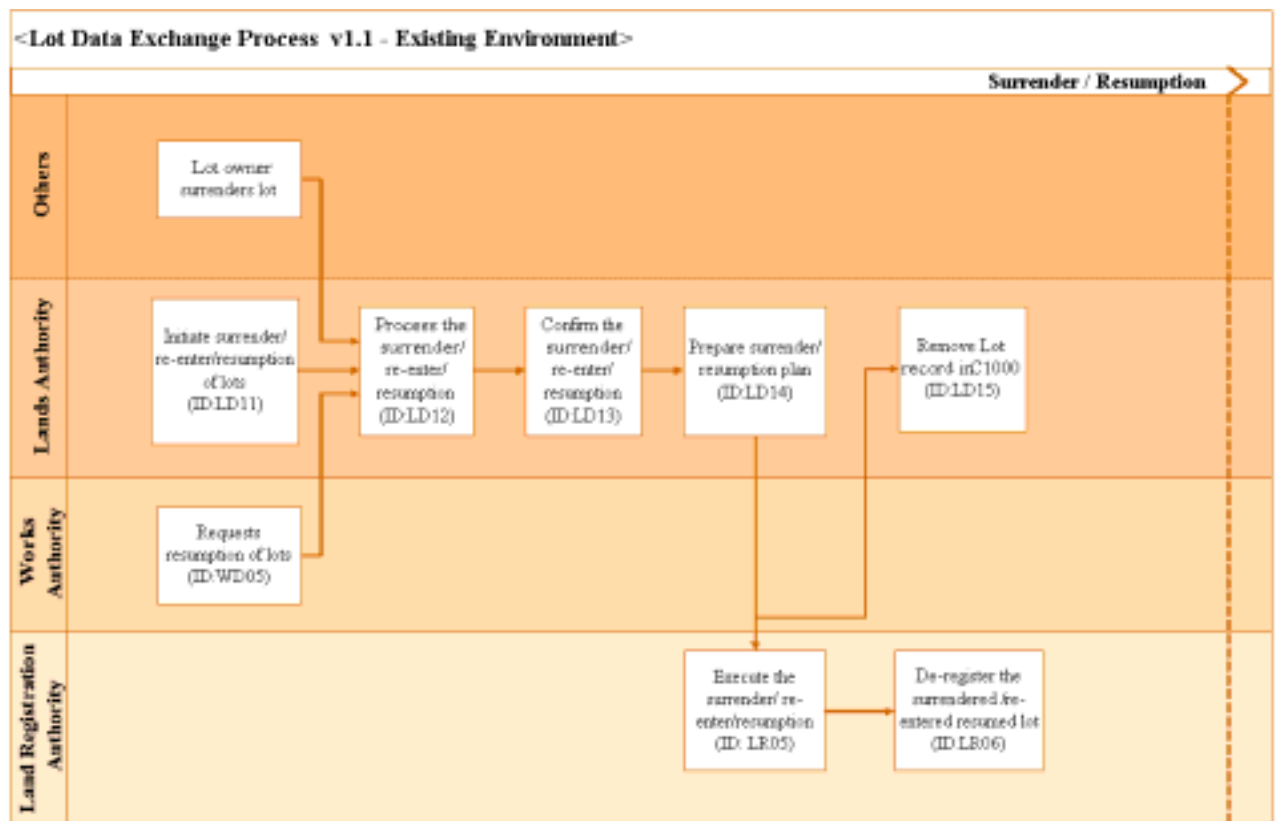 <Lot Data Exchange Process v1.1 - Existing Environment>
Surrender / Resumption
Others
Lot owner
surrenders lot
Lands Authority
Initiate surrender/
re-enter/resumption
of lots
(ID:LD11)
Process the
surrender/
re-enter/
resumption
(ID:LD12)
Confirm the
surrender/
re-enter/
resumption
(ID:LD13)
Prepare surrender/
resumption plan
(ID:LD14)
Remove Lot
record inC1000
(ID:LD15)
Works
Authority
Requests
resumption of lots
(ID:WD05)
Land Registration
Authority
Execute the
surrender/ re-
enter/resumption
(ID: LR05)
De-register the
surrendered /re-
entered resumed lot
(ID:LR06)